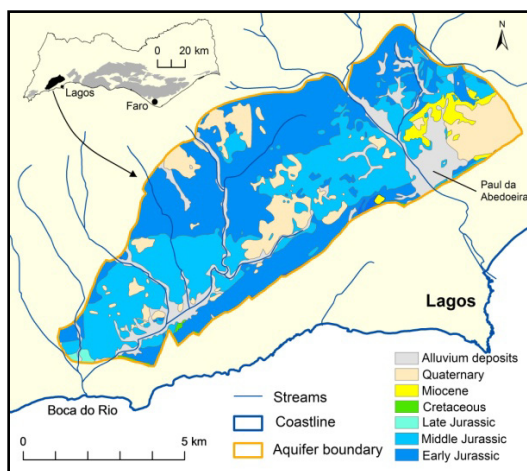 N
0 20 km
Lagos
Faro
Paul da
Abedoeira
Lagos
Boca do Rio
0 5 km
Streams
Coastline
Aquifer boundary
Alluvium deposits
Quaternary
Miocene
Cretaceous
Late Jurassic
Middle Jurassic
Early Jurassic